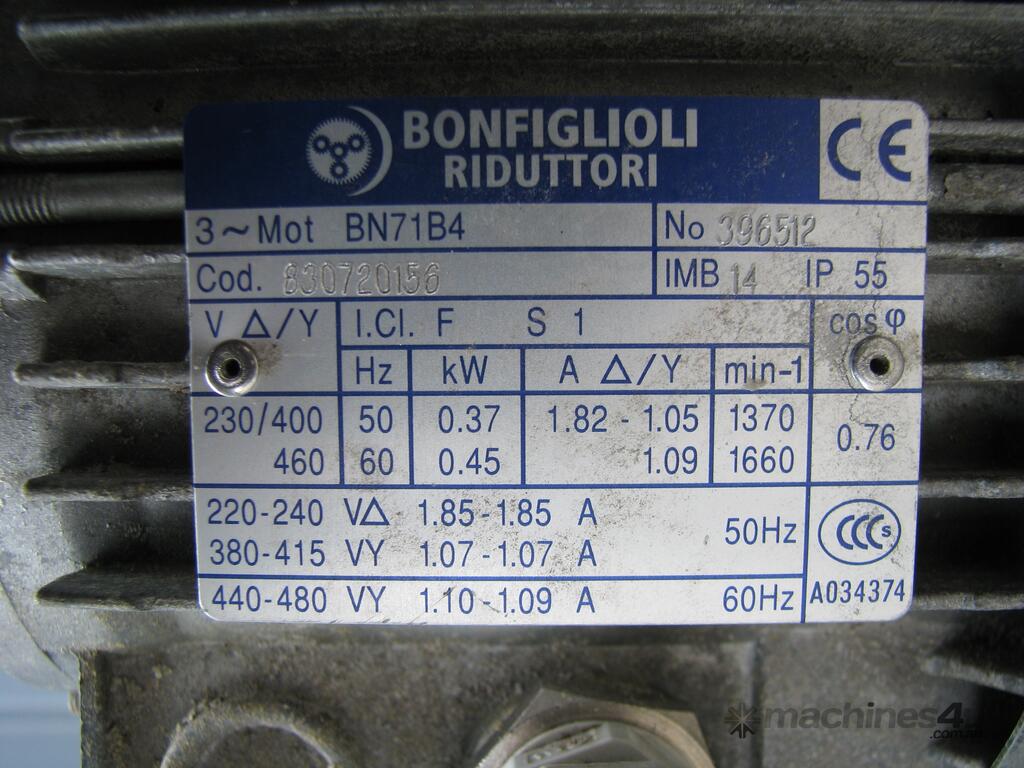 BONFIGLIOLI
RIDUTTORI
CE
3~Mot BN71B4 No 396512
Cod. 830720156 IMB 14 IP 55
V Δ/Y I.Cl. F S 1 cos φ
Hz kW A Δ/Y min-1
230/400 50 0.37 1.82 - 1.05 1370 0.76
460 60 0.45 1.09 1660
220-240 VΔ 1.85-1.85 A 50Hz CCC S
380-415 VY 1.07-1.07 A
440-480 VY 1.10-1.09 A 60Hz A034374
machines4u
.com.au